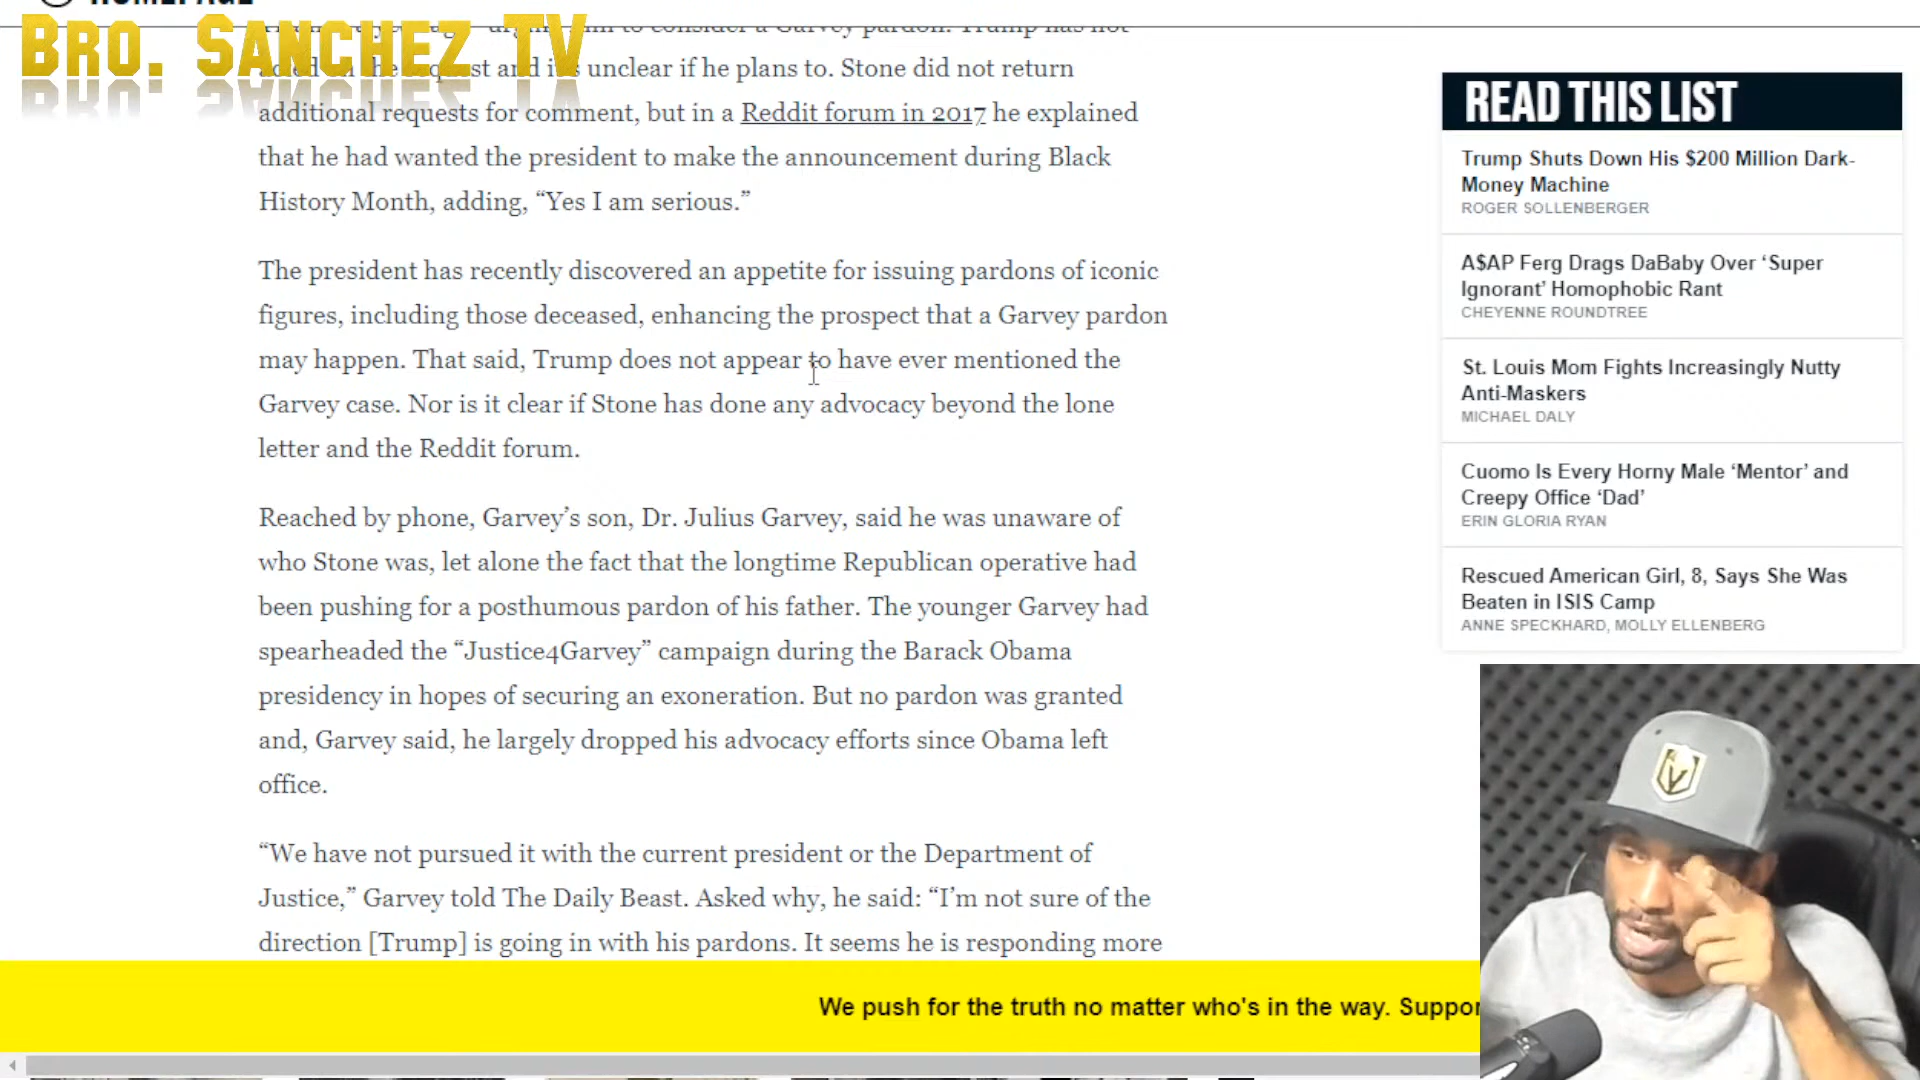 HOMEPAGE
BRO. SANCHEZ TV
to consider a Garvey pardon. Trump has not
unclear if he plans to. Stone did not return
additional requests for comment, but in a Reddit forum in 2017 he explained
that he had wanted the president to make the announcement during Black
History Month, adding, “Yes I am serious.”
The president has recently discovered an appetite for issuing pardons of iconic
figures, including those deceased, enhancing the prospect that a Garvey pardon
may happen. That said, Trump does not appear to have ever mentioned the
Garvey case. Nor is it clear if Stone has done any advocacy beyond the lone
letter and the Reddit forum.
Reached by phone, Garvey’s son, Dr. Julius Garvey, said he was unaware of
who Stone was, let alone the fact that the longtime Republican operative had
been pushing for a posthumous pardon of his father. The younger Garvey had
spearheaded the “Justice4Garvey” campaign during the Barack Obama
presidency in hopes of securing an exoneration. But no pardon was granted
and, Garvey said, he largely dropped his advocacy efforts since Obama left
office.
“We have not pursued it with the current president or the Department of
Justice,” Garvey told The Daily Beast. Asked why, he said: “I’m not sure of the
direction [Trump] is going in with his pardons. It seems he is responding more
READ THIS LIST
Trump Shuts Down His $200 Million Dark-
Money Machine
ROGER SOLLENBERGER
A$AP Ferg Drags DaBaby Over ‘Super
Ignorant’ Homophobic Rant
CHEYENNE ROUNDTREE
St. Louis Mom Fights Increasingly Nutty
Anti-Maskers
MICHAEL DALY
Cuomo Is Every Horny Male ‘Mentor’ and
Creepy Office ‘Dad’
ERIN GLORIA RYAN
Rescued American Girl, 8, Says She Was
Beaten in ISIS Camp
ANNE SPECKHARD, MOLLY ELLENBERG
We push for the truth no matter who's in the way. Suppor